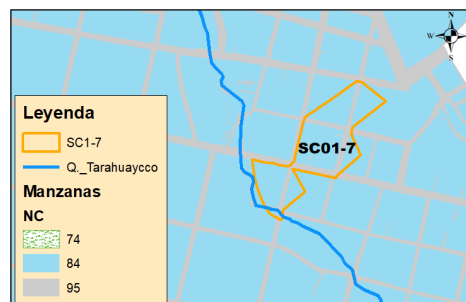 N
W E
S
Leyenda
SC1-7
Q._Tarahuaycco
Manzanas
NC
74
84
95
SC01-7